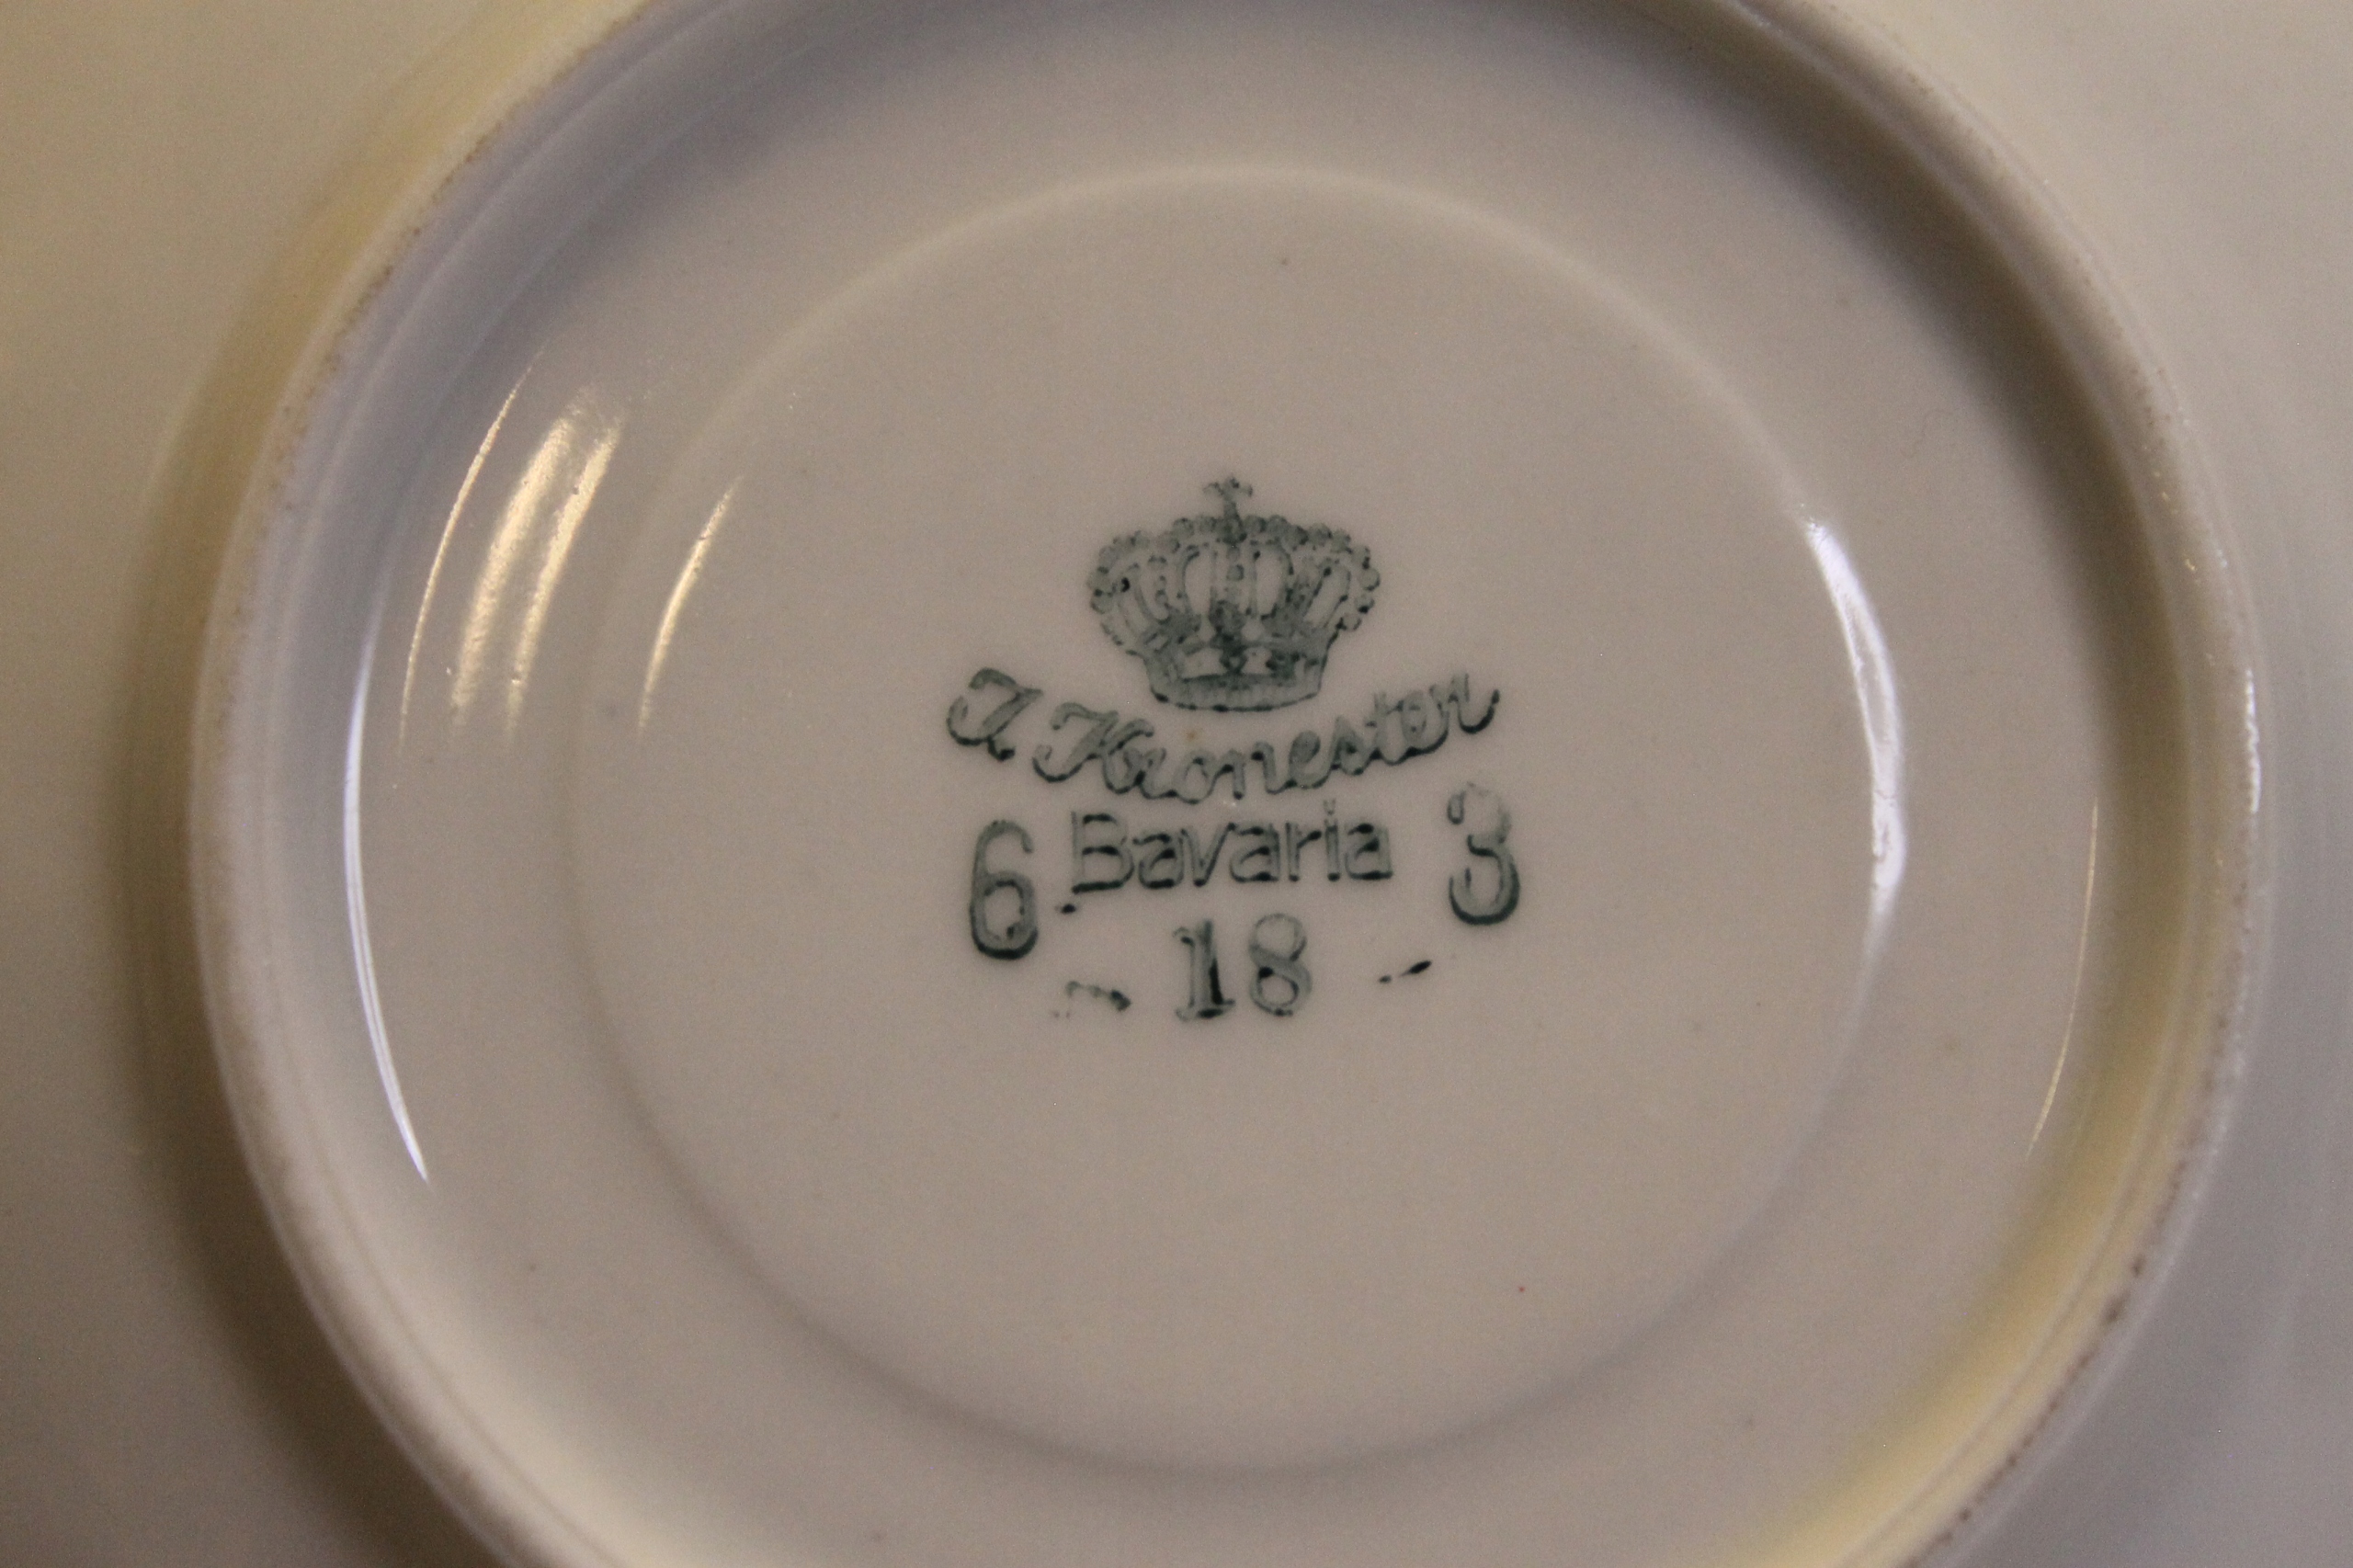 J. Kronester
Bavaria
6 3
18